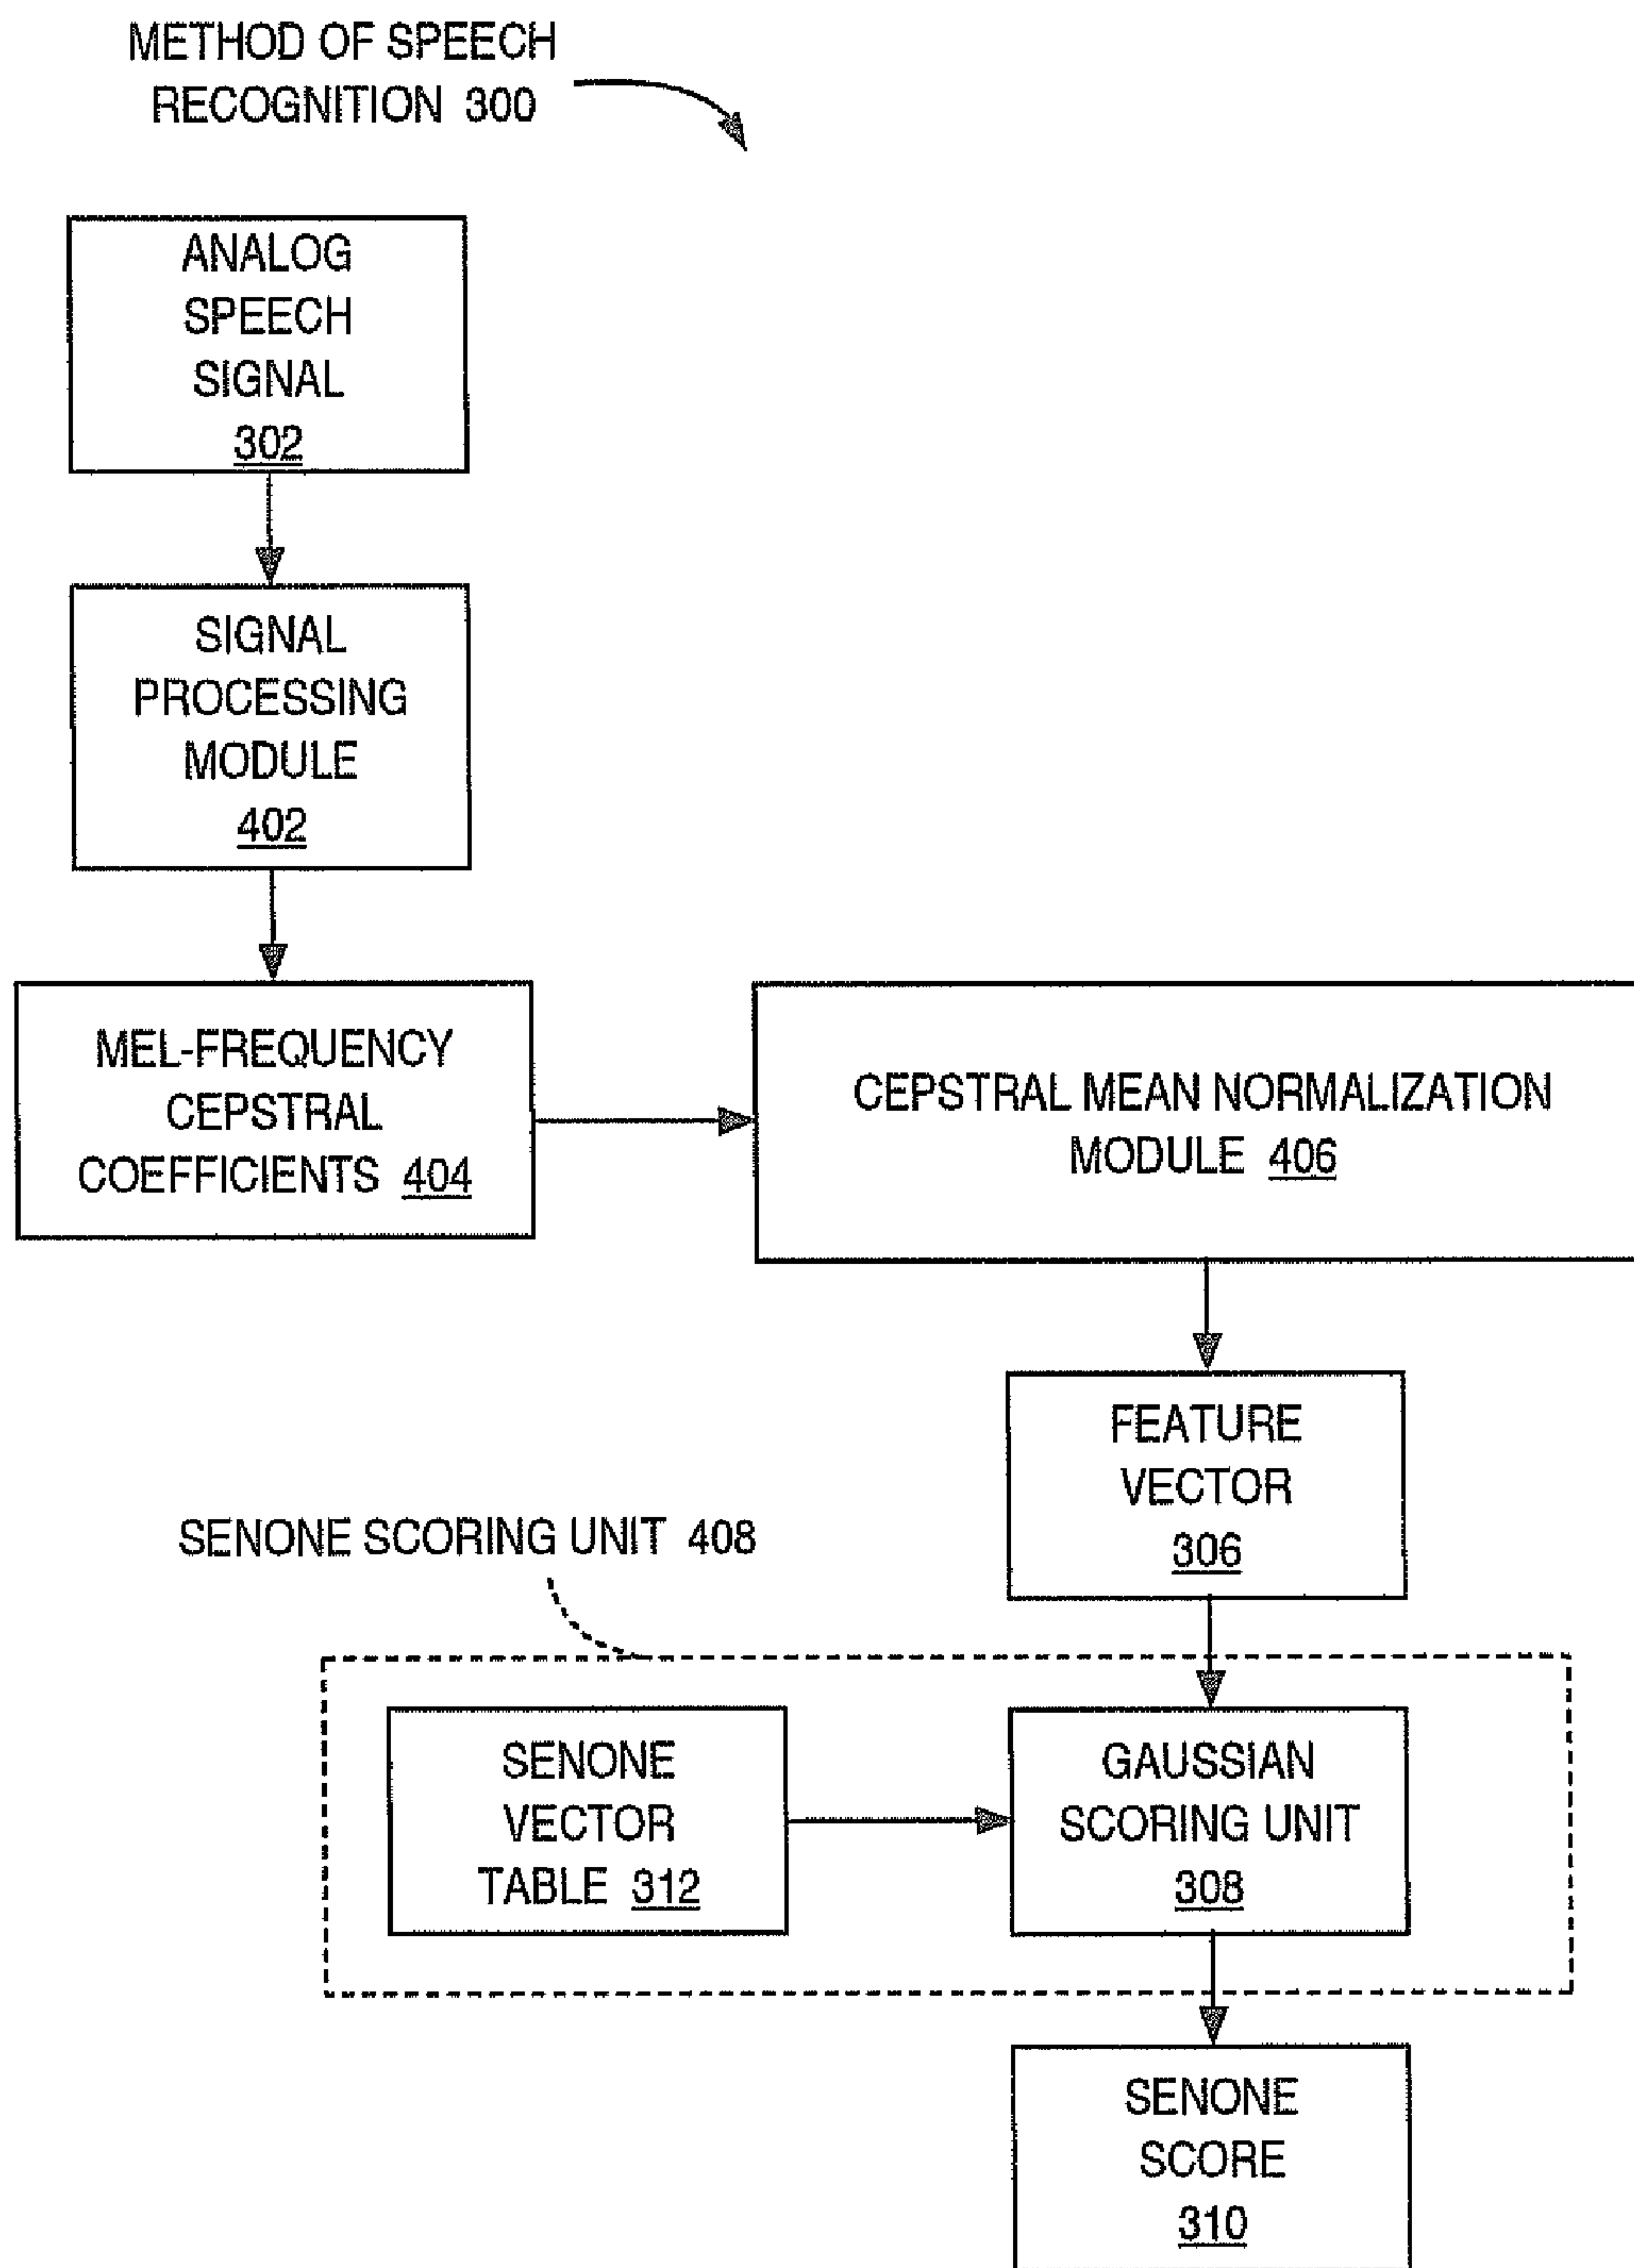 METHOD OF SPEECH
RECOGNITION 300
ANALOG
SPEECH
SIGNAL
302
SIGNAL
PROCESSING
MODULE
402
MEL-FREQUENCY
CEPSTRAL
COEFFICIENTS 404
CEPSTRAL MEAN NORMALIZATION
MODULE 406
FEATURE
VECTOR
306
SENONE SCORING UNIT 408
SENONE
VECTOR
TABLE 312
GAUSSIAN
SCORING UNIT
308
SENONE
SCORE
310